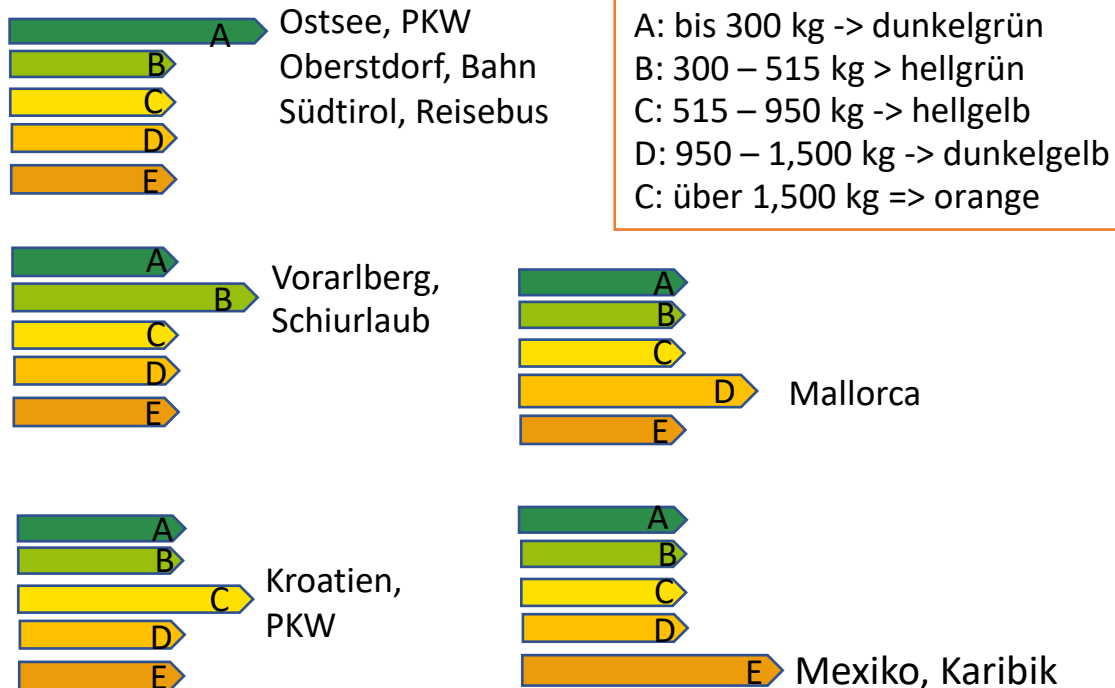 A
B
C
D
E
Ostsee, PKW
Oberstdorf, Bahn
Südtirol, Reisebus
A: bis 300 kg -> dunkelgrün
B: 300 – 515 kg > hellgrün
C: 515 – 950 kg -> hellgelb
D: 950 – 1,500 kg -> dunkelgelb
C: über 1,500 kg => orange
A
B
C
D
E
Vorarlberg,
Schiurlaub
A
B
C
D
E
Mallorca
A
B
C
D
E
Kroatien,
PKW
A
B
C
D
E
Mexiko, Karibik